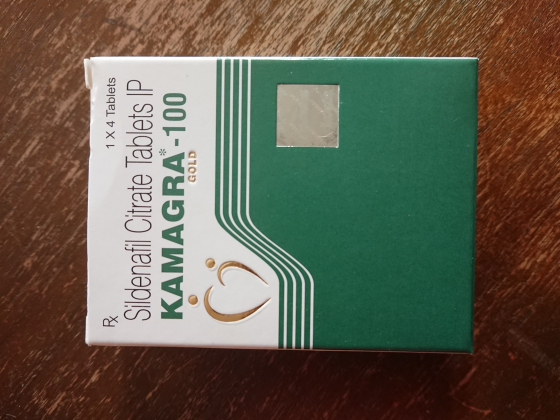 Rx
1 X 4 Tablets
Sildenafil Citrate Tablets IP
KAMAGRA*-100
GOLD